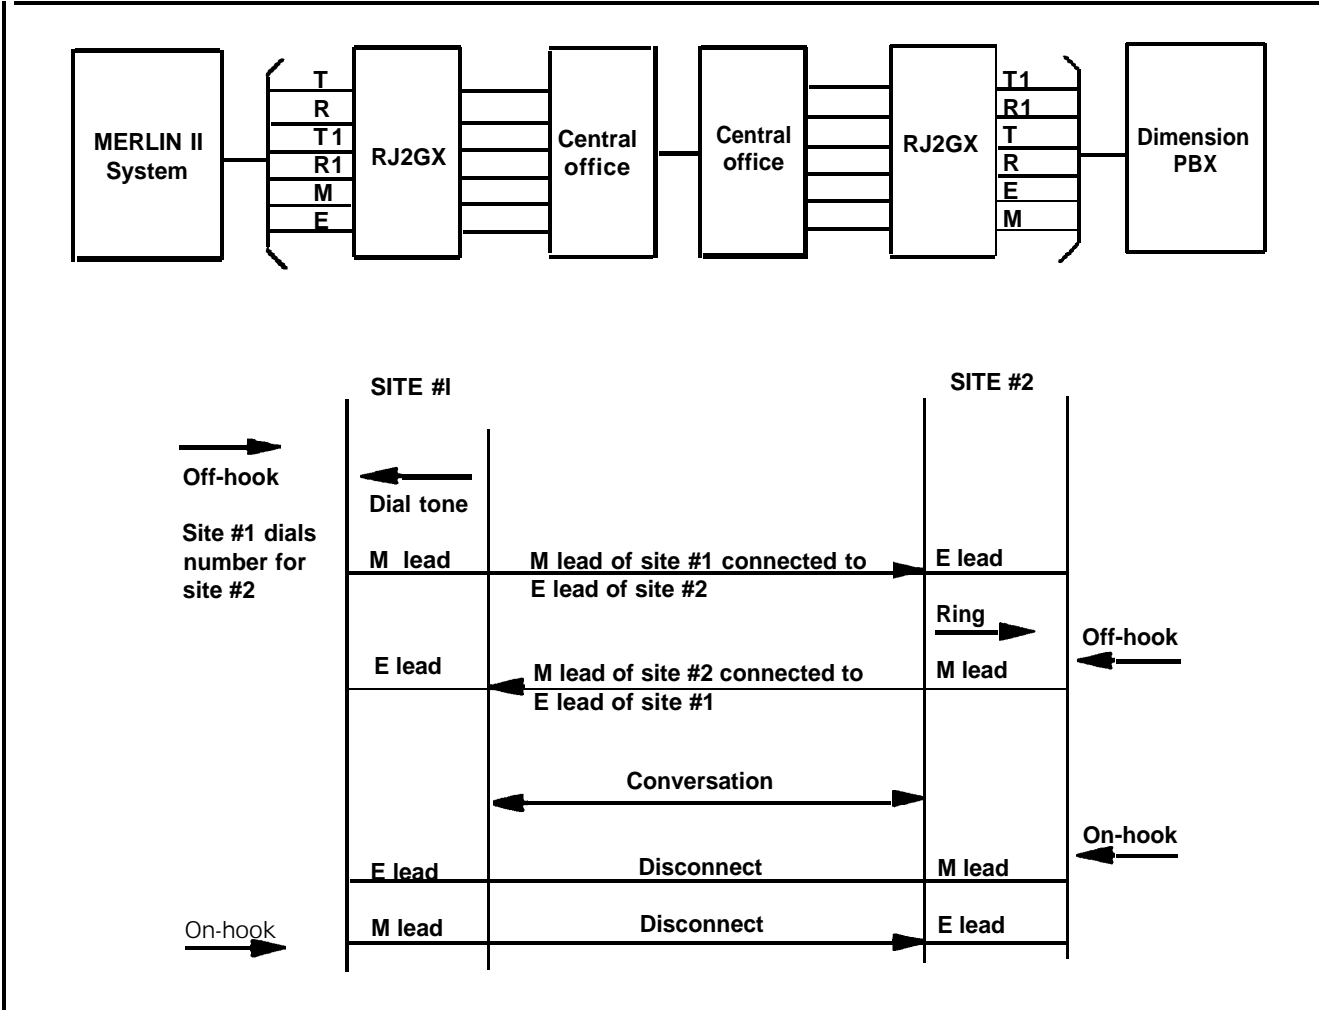 MERLIN II
System
T
R
T1
R1
M
E
RJ2GX
Central
office
Central
office
RJ2GX
T1
R1
T
R
E
M
Dimension
PBX
SITE #I
SITE #2
Off-hook
Dial tone
Site #1 dials
number for
site #2
M lead
M lead of site #1 connected to
E lead of site #2
E lead
Ring
Off-hook
E lead
M lead of site #2 connected to
E lead of site #1
M lead
Conversation
On-hook
E lead
Disconnect
M lead
On-hook
M lead
Disconnect
E lead